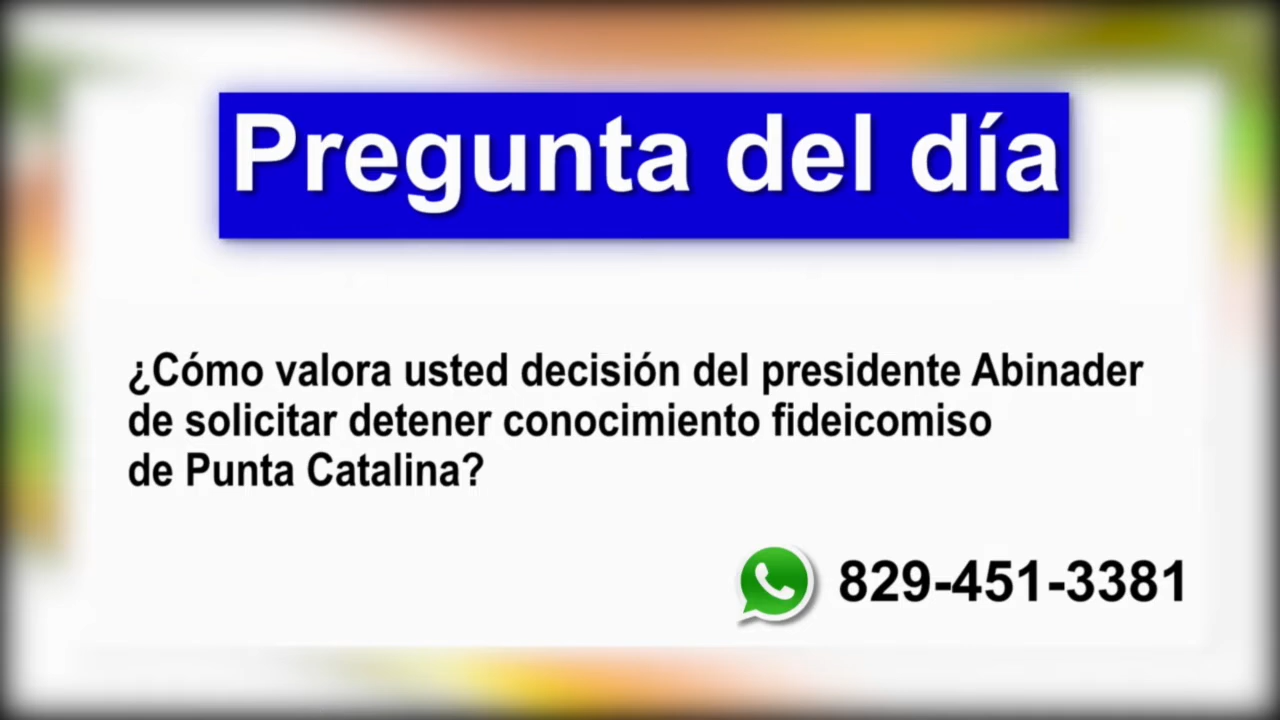 Pregunta del día
¿Cómo valora usted decisión del presidente Abinader
de solicitar detener conocimiento fideicomiso
de Punta Catalina?
829-451-3381